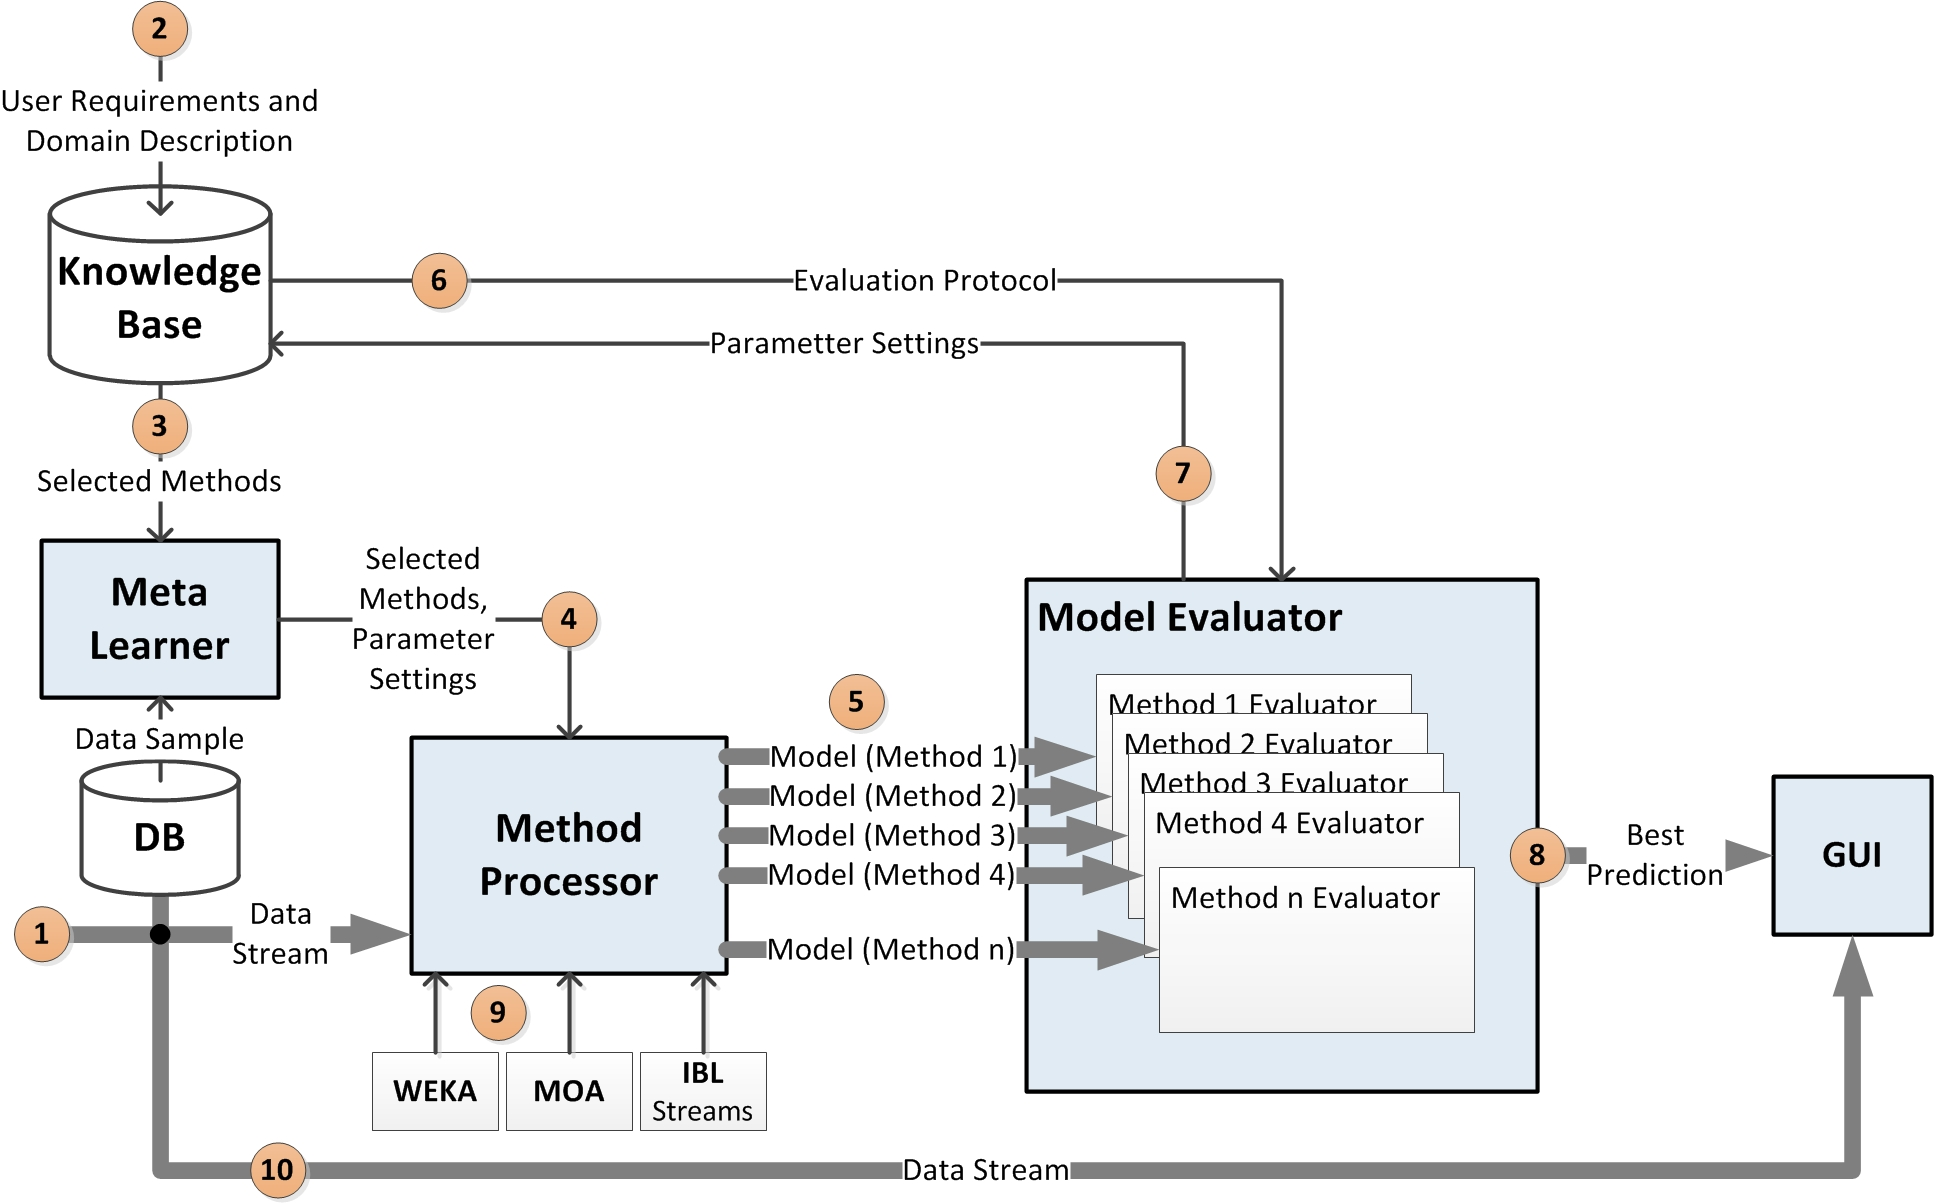 2
User Requirements and
Domain Description
Knowledge
Base
6
Evaluation Protocol
Parametter Settings
3
Selected Methods
7
Meta
Learner
Selected
Methods,
Parameter
Settings
4
Data Sample
DB
1
Data
Stream
Method
Processor
5
Model (Method 1)
Model (Method 2)
Model (Method 3)
Model (Method 4)
Model (Method n)
Model Evaluator
Method 1 Evaluator
Method 2 Evaluator
Method 3 Evaluator
Method 4 Evaluator
Method n Evaluator
8
Best
Prediction
GUI
9
WEKA
MOA
IBL
Streams
10
Data Stream